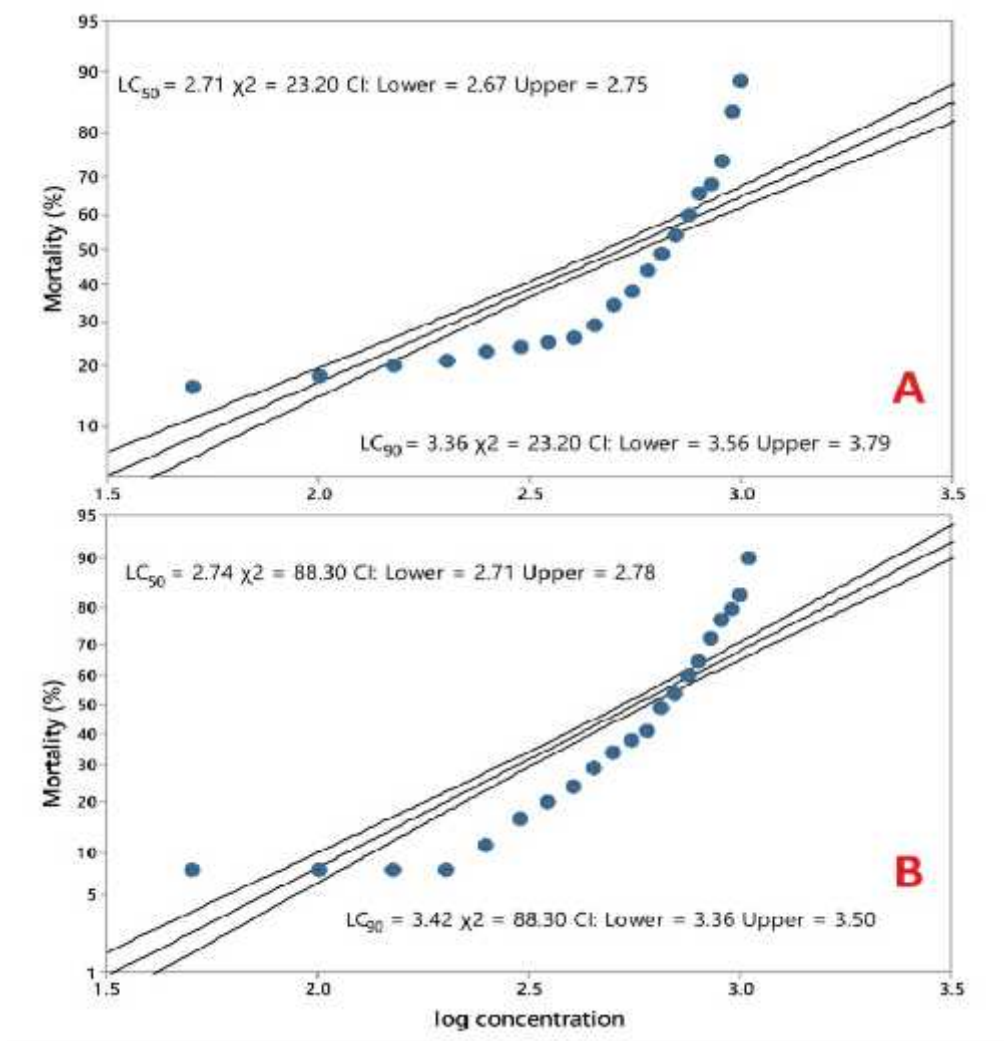 95
LC50 = 2.71 χ2 = 23.20 CI: Lower = 2.67 Upper = 2.75
90
80
70
60
50
40
30
20
10
Mortality (%)
A
LC90 = 3.36 χ2 = 23.20 CI: Lower = 3.56 Upper = 3.79
1.5 2.0 2.5 3.0 3.5
95
90
LC50 = 2.74 χ2 = 88.30 CI: Lower = 2.71 Upper = 2.78
80
70
60
50
40
30
20
10
5
1
Mortality (%)
B
LC90 = 3.42 χ2 = 88.30 CI: Lower = 3.36 Upper = 3.50
1.5 2.0 2.5 3.0 3.5
log concentration